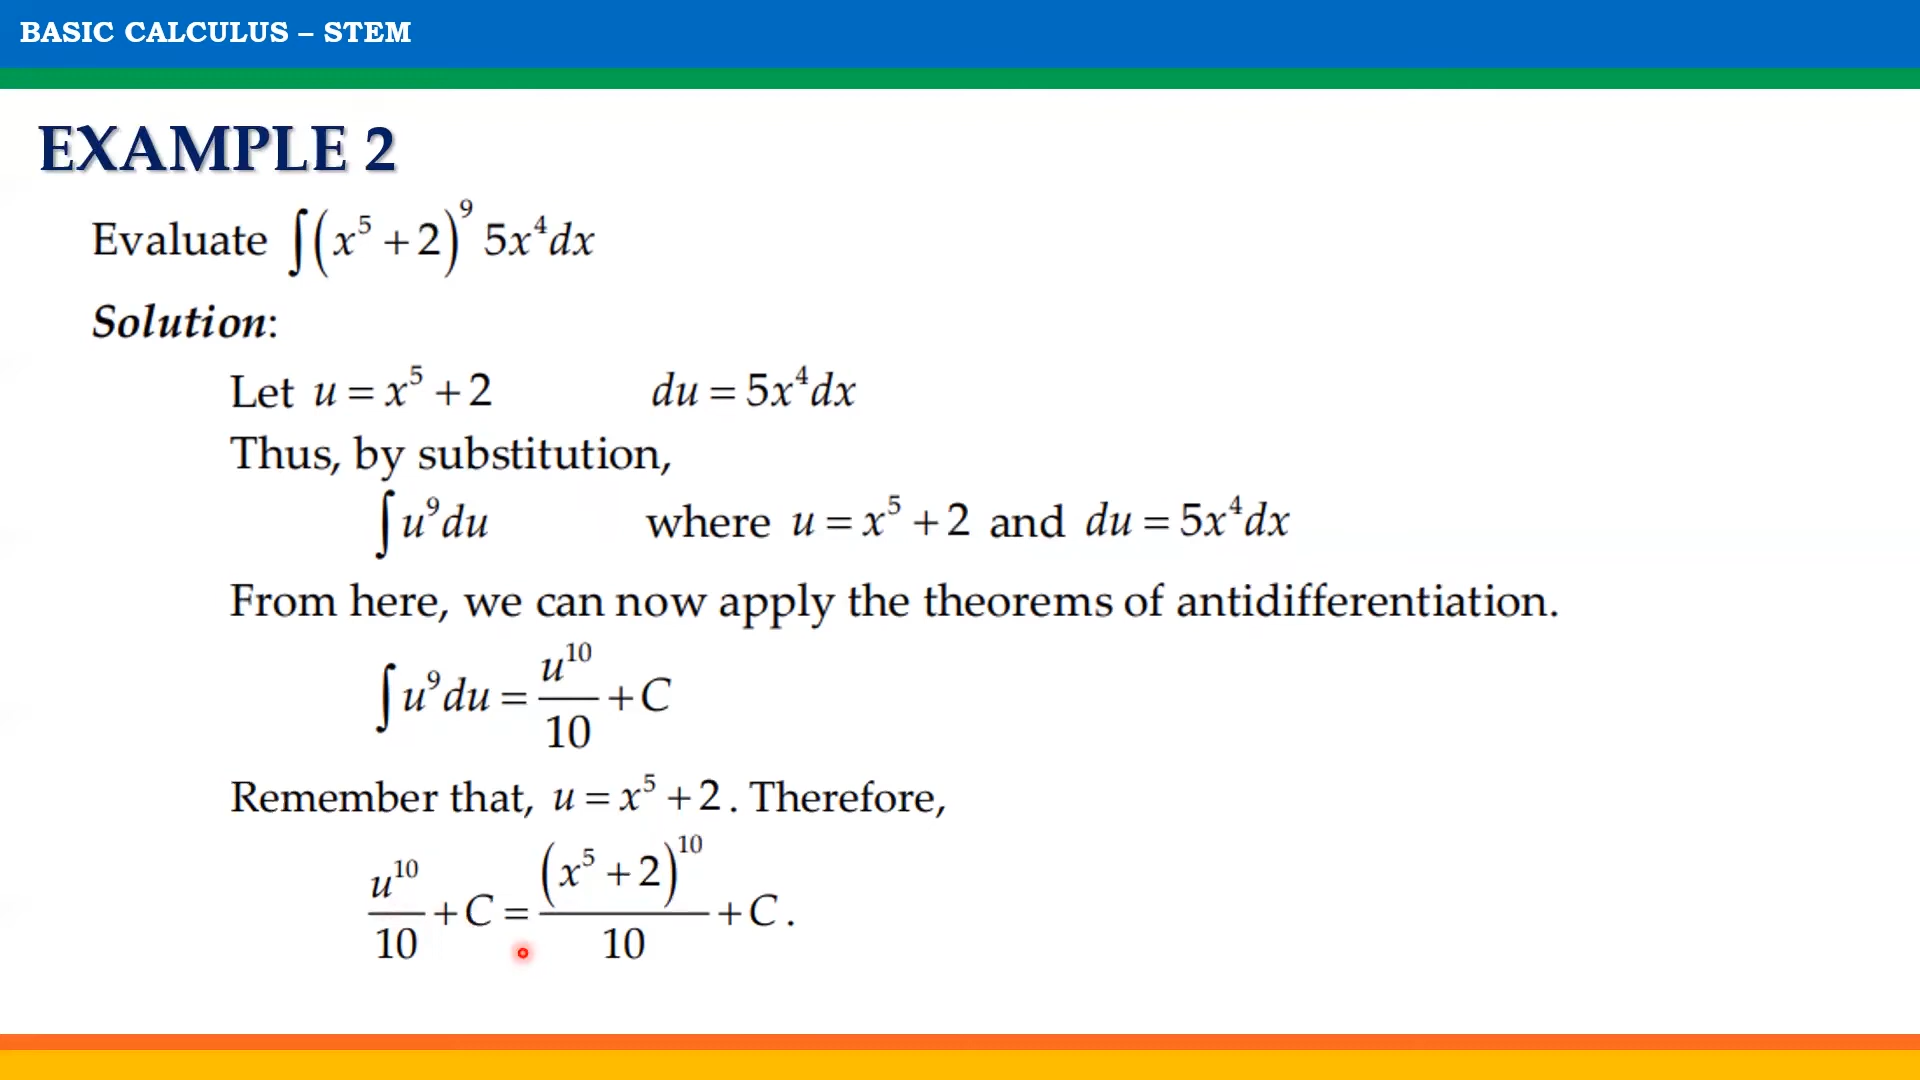 BASIC CALCULUS – STEM
EXAMPLE 2
Evaluate ∫(x⁵ + 2)⁹ 5x⁴dx
Solution:
Let u = x⁵ + 2 du = 5x⁴dx
Thus, by substitution,
∫u⁹du where u = x⁵ + 2 and du = 5x⁴dx
From here, we can now apply the theorems of antidifferentiation.
∫u⁹du = u¹⁰/10 + C
Remember that, u = x⁵ + 2. Therefore,
u¹⁰/10 + C = (x⁵ + 2)¹⁰/10 + C.